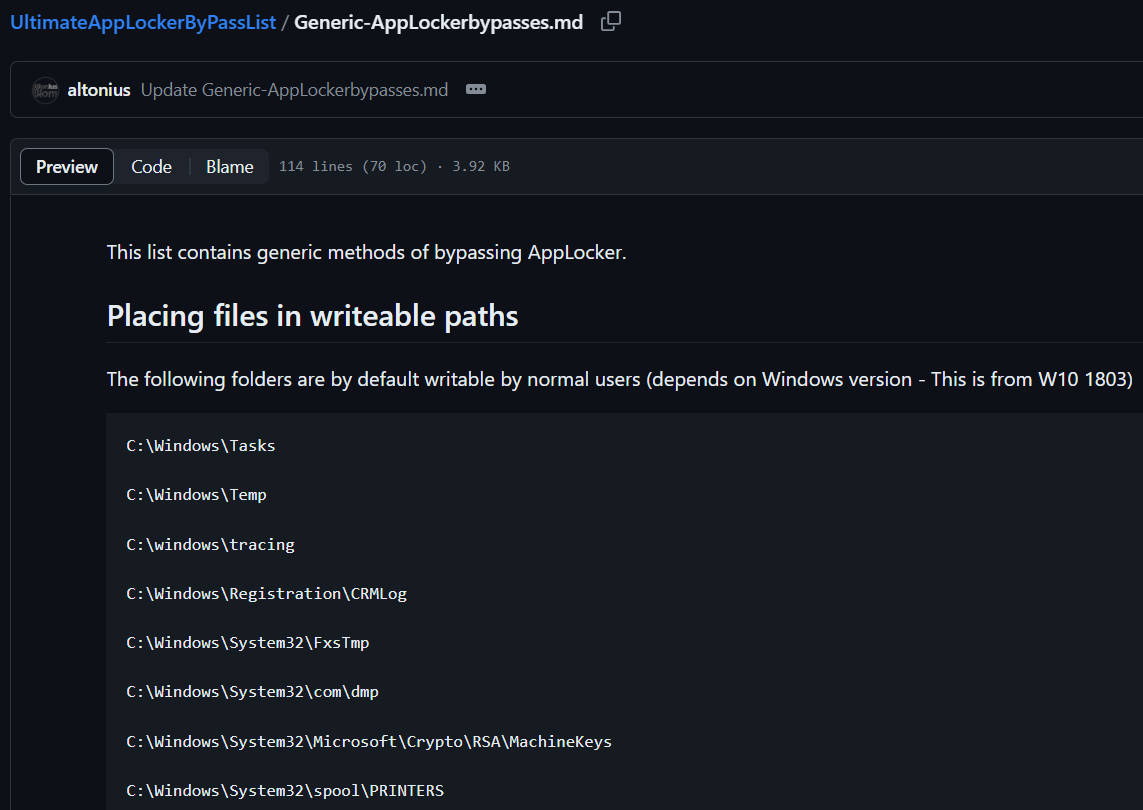 UltimateAppLockerByPassList / Generic-AppLockerbypasses.md
altonius Update Generic-AppLockerbypasses.md
Preview Code Blame 114 lines (70 loc) · 3.92 KB
This list contains generic methods of bypassing AppLocker.
Placing files in writeable paths
The following folders are by default writable by normal users (depends on Windows version - This is from W10 1803)
C:\Windows\Tasks
C:\Windows\Temp
C:\windows\tracing
C:\Windows\Registration\CRMLog
C:\Windows\System32\FxsTmp
C:\Windows\System32\com\dmp
C:\Windows\System32\Microsoft\Crypto\RSA\MachineKeys
C:\Windows\System32\spool\PRINTERS